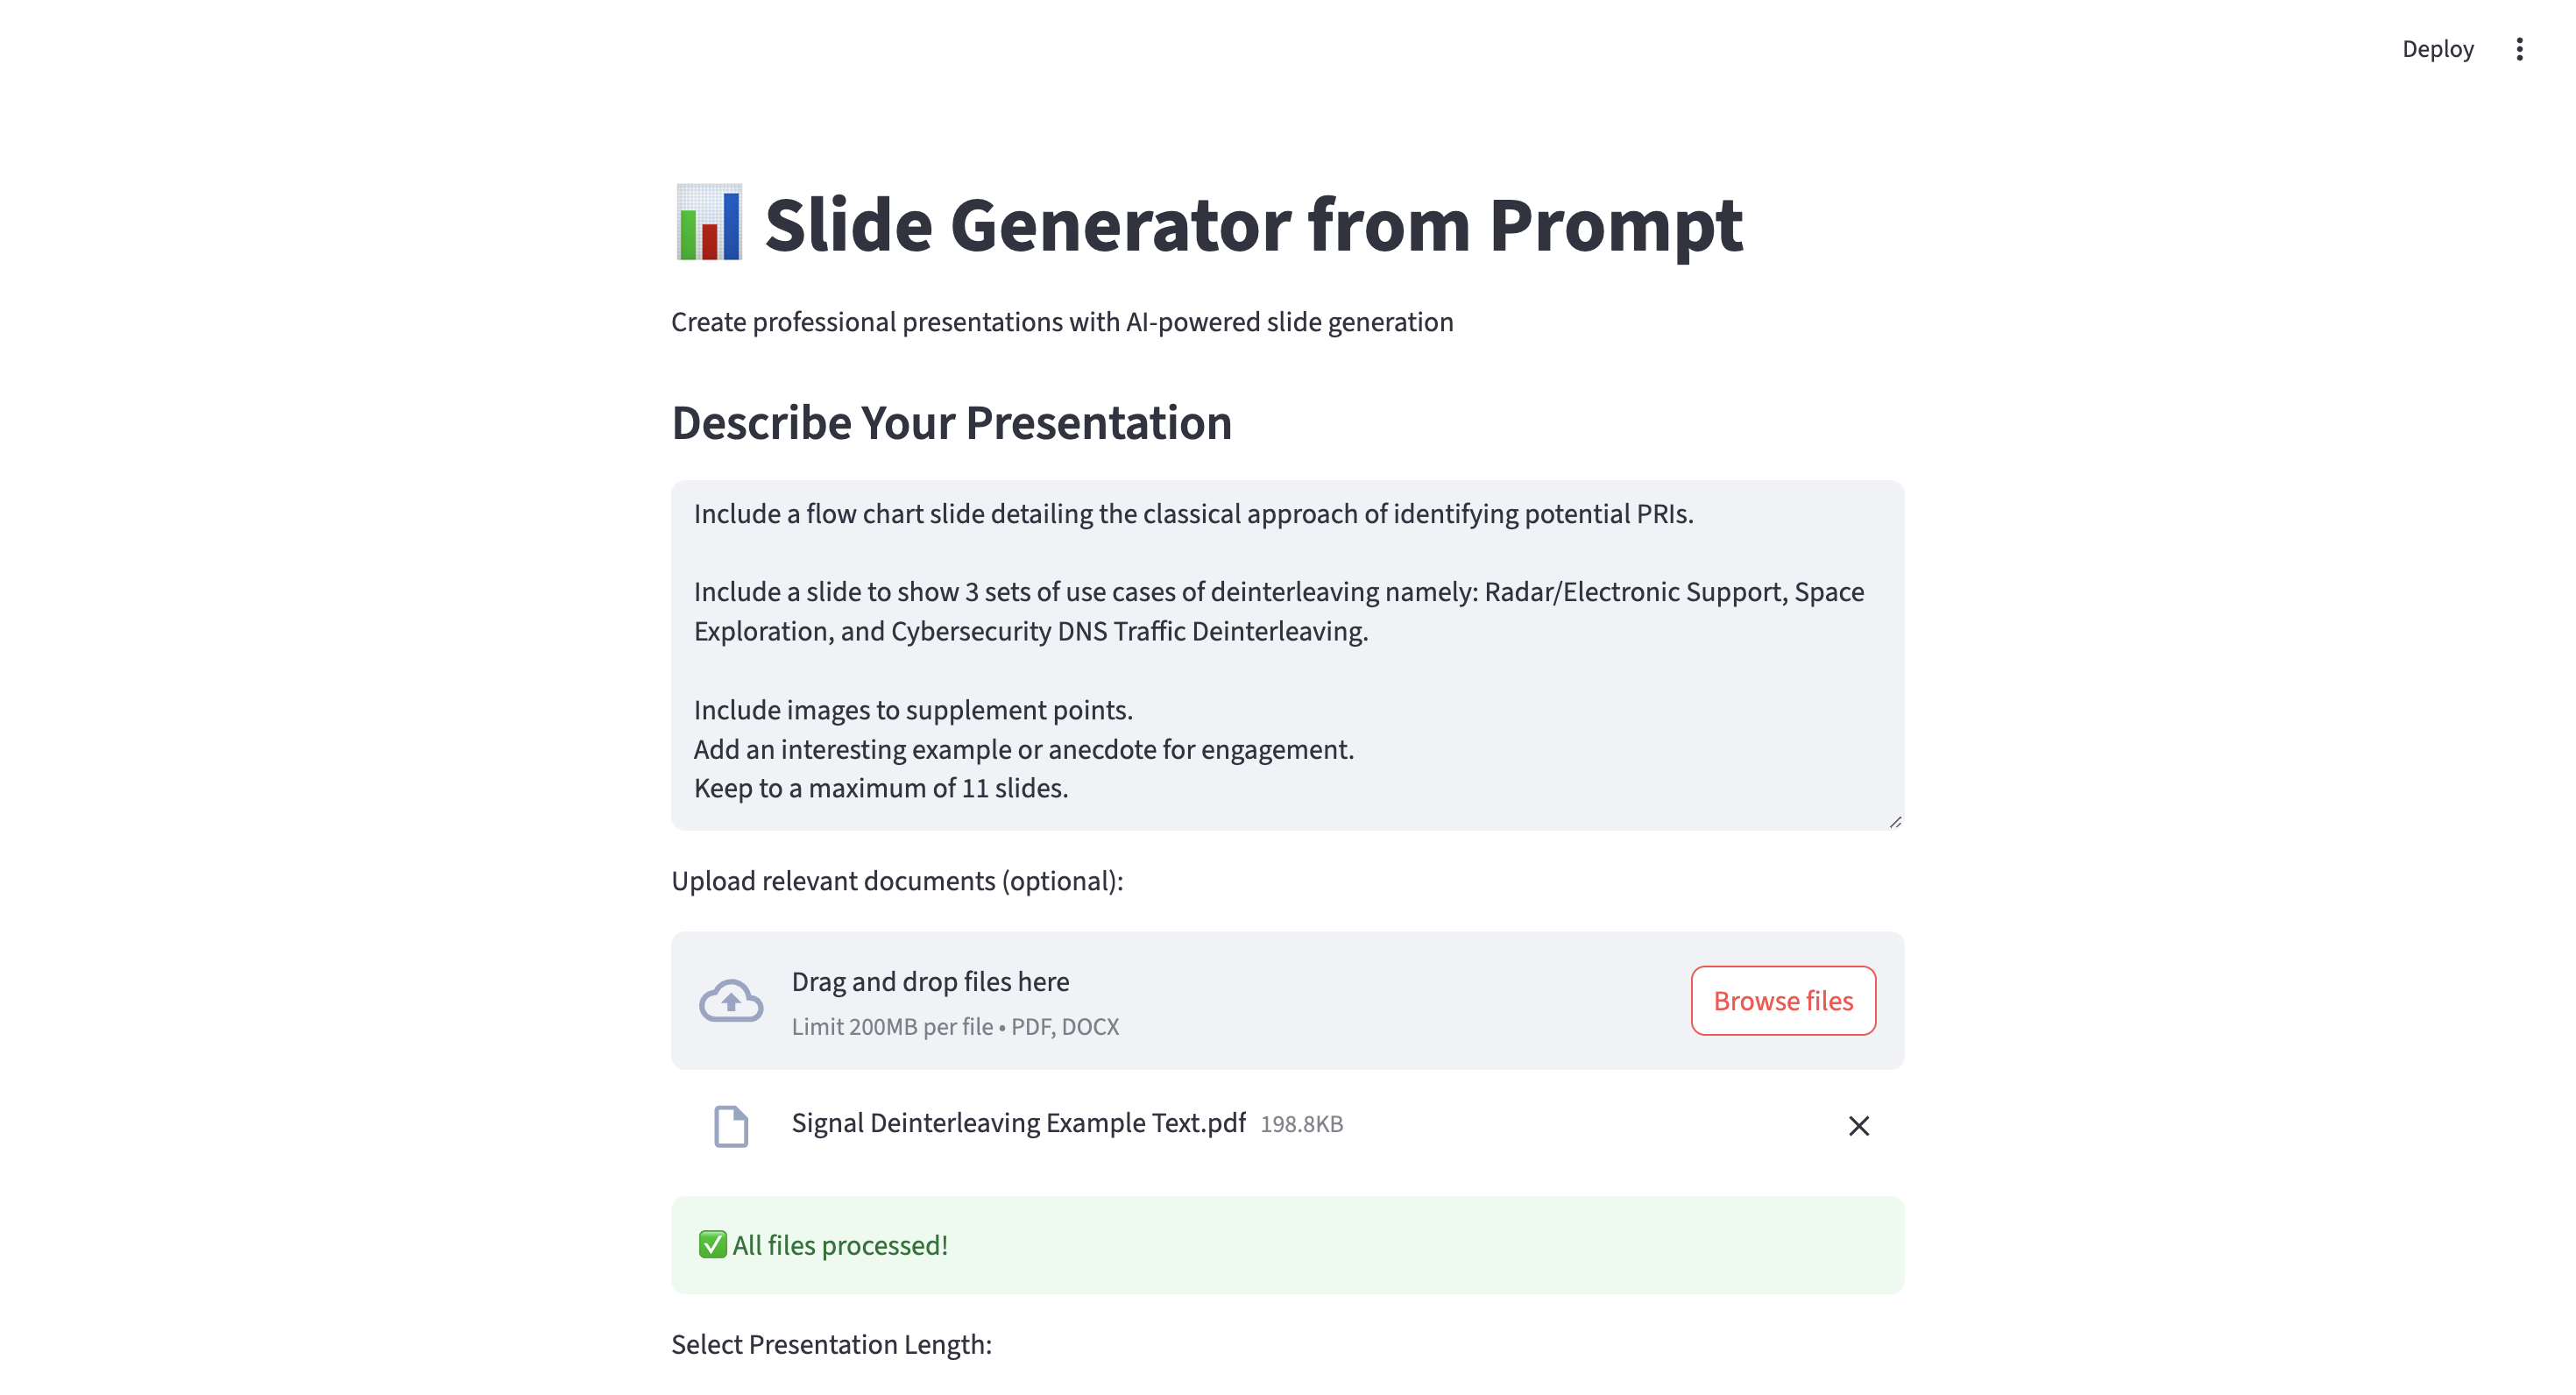 Deploy
Slide Generator from Prompt
Create professional presentations with AI-powered slide generation
Describe Your Presentation
Include a flow chart slide detailing the classical approach of identifying potential PRIs.
Include a slide to show 3 sets of use cases of deinterleaving namely: Radar/Electronic Support, Space
Exploration, and Cybersecurity DNS Traffic Deinterleaving.
Include images to supplement points.
Add an interesting example or anecdote for engagement.
Keep to a maximum of 11 slides.
Upload relevant documents (optional):
Drag and drop files here
Limit 200MB per file • PDF, DOCX
Browse files
Signal Deinterleaving Example Text.pdf 198.8KB
All files processed!
Select Presentation Length: